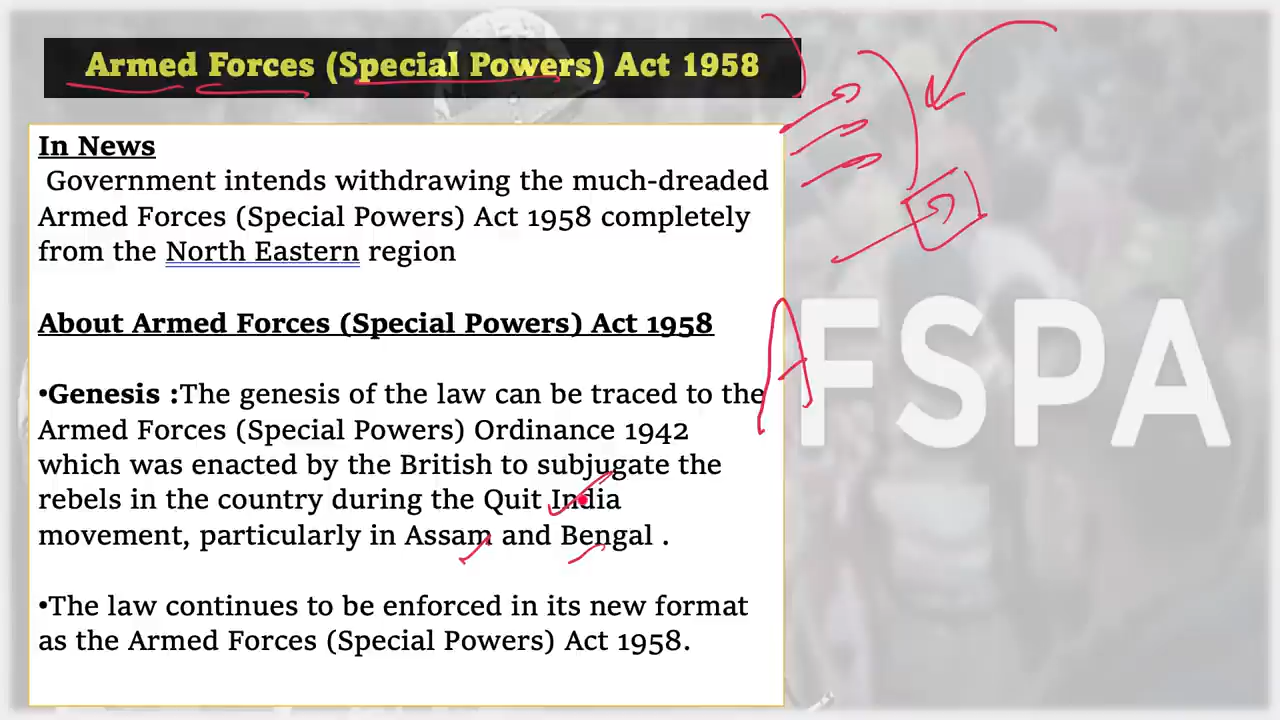 Armed Forces (Special Powers) Act 1958
In News
Government intends withdrawing the much-dreaded
Armed Forces (Special Powers) Act 1958 completely
from the North Eastern region
About Armed Forces (Special Powers) Act 1958
•Genesis :The genesis of the law can be traced to the
Armed Forces (Special Powers) Ordinance 1942
which was enacted by the British to subjugate the
rebels in the country during the Quit India
movement, particularly in Assam and Bengal .
•The law continues to be enforced in its new format
as the Armed Forces (Special Powers) Act 1958.
AFSPA